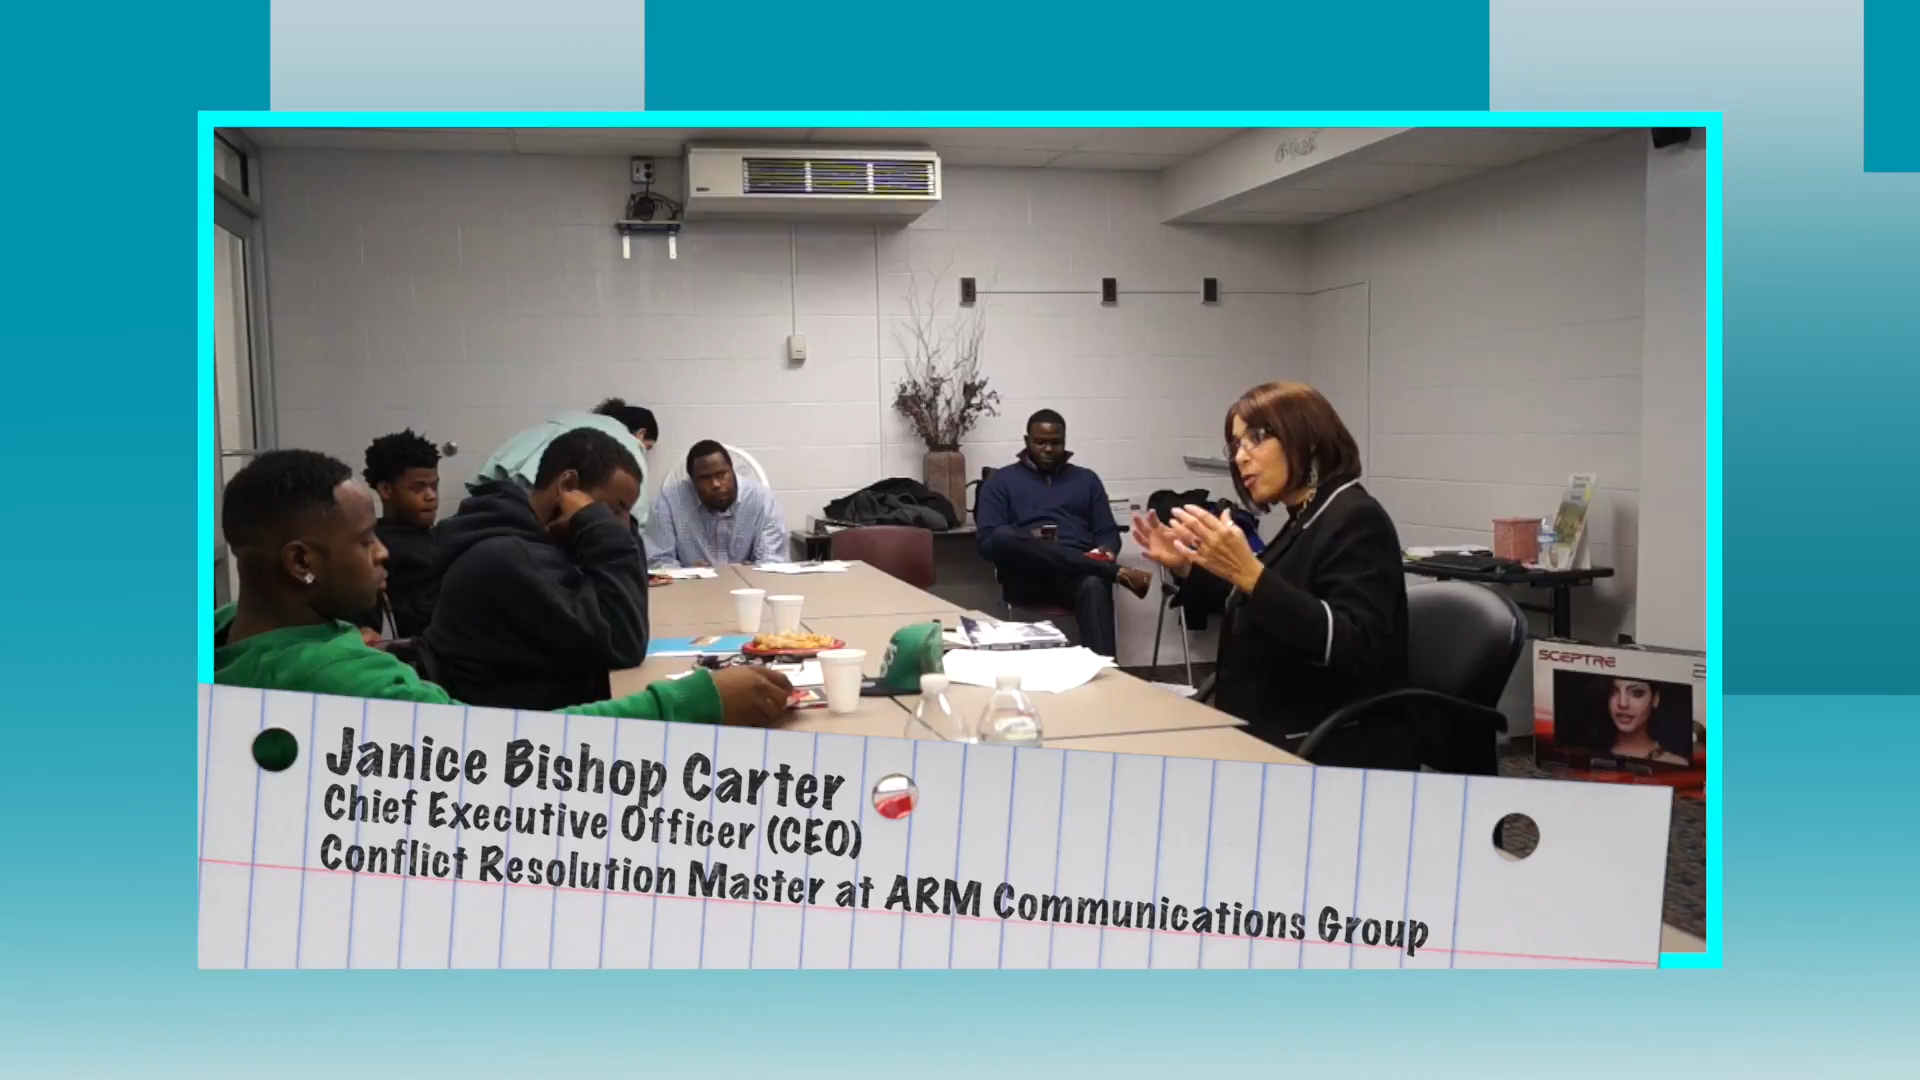 Janice Bishop Carter
Chief Executive Officer (CEO)
Conflict Resolution Master at ARM Communications Group
SCEPTRE